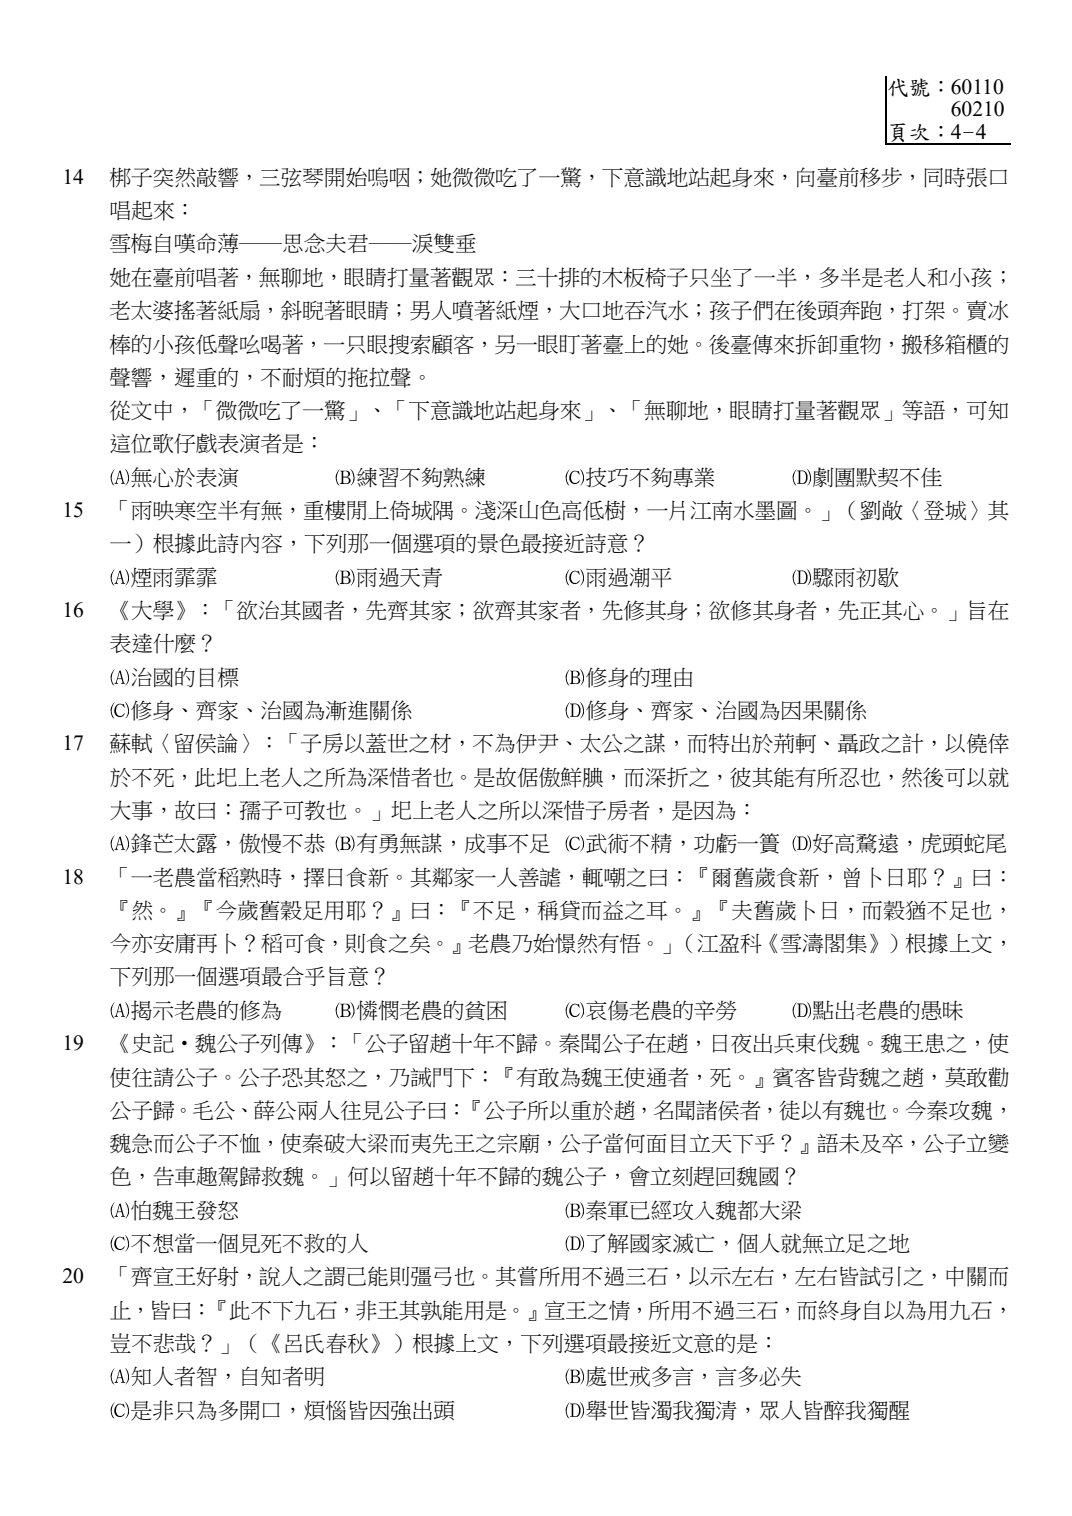 代號：60110
60210
頁次：4－4
14 梆子突然敲響，三弦琴開始嗚咽；她微微吃了一驚，下意識地站起身來，向臺前移步，同時張口
唱起來：
雪梅自嘆命薄──思念夫君──淚雙垂
她在臺前唱著，無聊地，眼睛打量著觀眾：三十排的木板椅子只坐了一半，多半是老人和小孩；
老太婆搖著紙扇，斜睨著眼睛；男人噴著紙煙，大口地吞汽水；孩子們在後頭奔跑，打架。賣冰
棒的小孩低聲吆喝著，一只眼搜索顧客，另一眼盯著臺上的她。後臺傳來拆卸重物，搬移箱櫃的
聲響，遲重的，不耐煩的拖拉聲。
從文中，「微微吃了一驚」、「下意識地站起身來」、「無聊地，眼睛打量著觀眾」等語，可知
這位歌仔戲表演者是：
(A)無心於表演 (B)練習不夠熟練 (C)技巧不夠專業 (D)劇團默契不佳
15 「雨映寒空半有無，重樓閒上倚城隅。淺深山色高低樹，一片江南水墨圖。」（劉敞〈登城〉其
一）根據此詩內容，下列那一個選項的景色最接近詩意？
(A)煙雨霏霏 (B)雨過天青 (C)雨過潮平 (D)驟雨初歇
16 《大學》：「欲治其國者，先齊其家；欲齊其家者，先修其身；欲修其身者，先正其心。」旨在
表達什麼？
(A)治國的目標 (B)修身的理由
(C)修身、齊家、治國為漸進關係 (D)修身、齊家、治國為因果關係
17 蘇軾〈留侯論〉：「子房以蓋世之材，不為伊尹、太公之謀，而特出於荊軻、聶政之計，以僥倖
於不死，此圯上老人之所為深惜者也。是故倨傲鮮腆，而深折之，彼其能有所忍也，然後可以就
大事，故曰：孺子可教也。」圯上老人之所以深惜子房者，是因為：
(A)鋒芒太露，傲慢不恭 (B)有勇無謀，成事不足 (C)武術不精，功虧一簣 (D)好高騖遠，虎頭蛇尾
18 「一老農當稻熟時，擇日食新。其鄰家一人善謔，輒嘲之曰：『爾舊歲食新，曾卜日耶？』曰：
『然。』『今歲舊穀足用耶？』曰：『不足，稱貸而益之耳。』『夫舊歲卜日，而穀猶不足也，
今亦安庸再卜？稻可食，則食之矣。』老農乃始憬然有悟。」（江盈科《雪濤閣集》）根據上文，
下列那一個選項最合乎旨意？
(A)揭示老農的修為 (B)憐憫老農的貧困 (C)哀傷老農的辛勞 (D)點出老農的愚昧
19 《史記‧魏公子列傳》：「公子留趙十年不歸。秦聞公子在趙，日夜出兵東伐魏。魏王患之，使
使往請公子。公子恐其怒之，乃誡門下：『有敢為魏王使通者，死。』賓客皆背魏之趙，莫敢勸
公子歸。毛公、薛公兩人往見公子曰：『公子所以重於趙，名聞諸侯者，徒以有魏也。今秦攻魏，
魏急而公子不恤，使秦破大梁而夷先王之宗廟，公子當何面目立天下乎？』語未及卒，公子立變
色，告車趣駕歸救魏。」何以留趙十年不歸的魏公子，會立刻趕回魏國？
(A)怕魏王發怒 (B)秦軍已經攻入魏都大梁
(C)不想當一個見死不救的人 (D)了解國家滅亡，個人就無立足之地
20 「齊宣王好射，說人之謂己能用彊弓也。其嘗所用不過三石，以示左右，左右皆試引之，中關而
止，皆曰：『此不下九石，非王其孰能用是。』宣王之情，所用不過三石，而終身自以為用九石，
豈不悲哉？」（《呂氏春秋》）根據上文，下列選項最接近文意的是：
(A)知人者智，自知者明 (B)處世戒多言，言多必失
(C)是非只為多開口，煩惱皆因強出頭 (D)舉世皆濁我獨清，眾人皆醉我獨醒